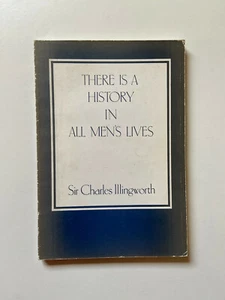 THERE IS A
HISTORY
IN
ALL MEN'S LIVES
Sir Charles Illingworth